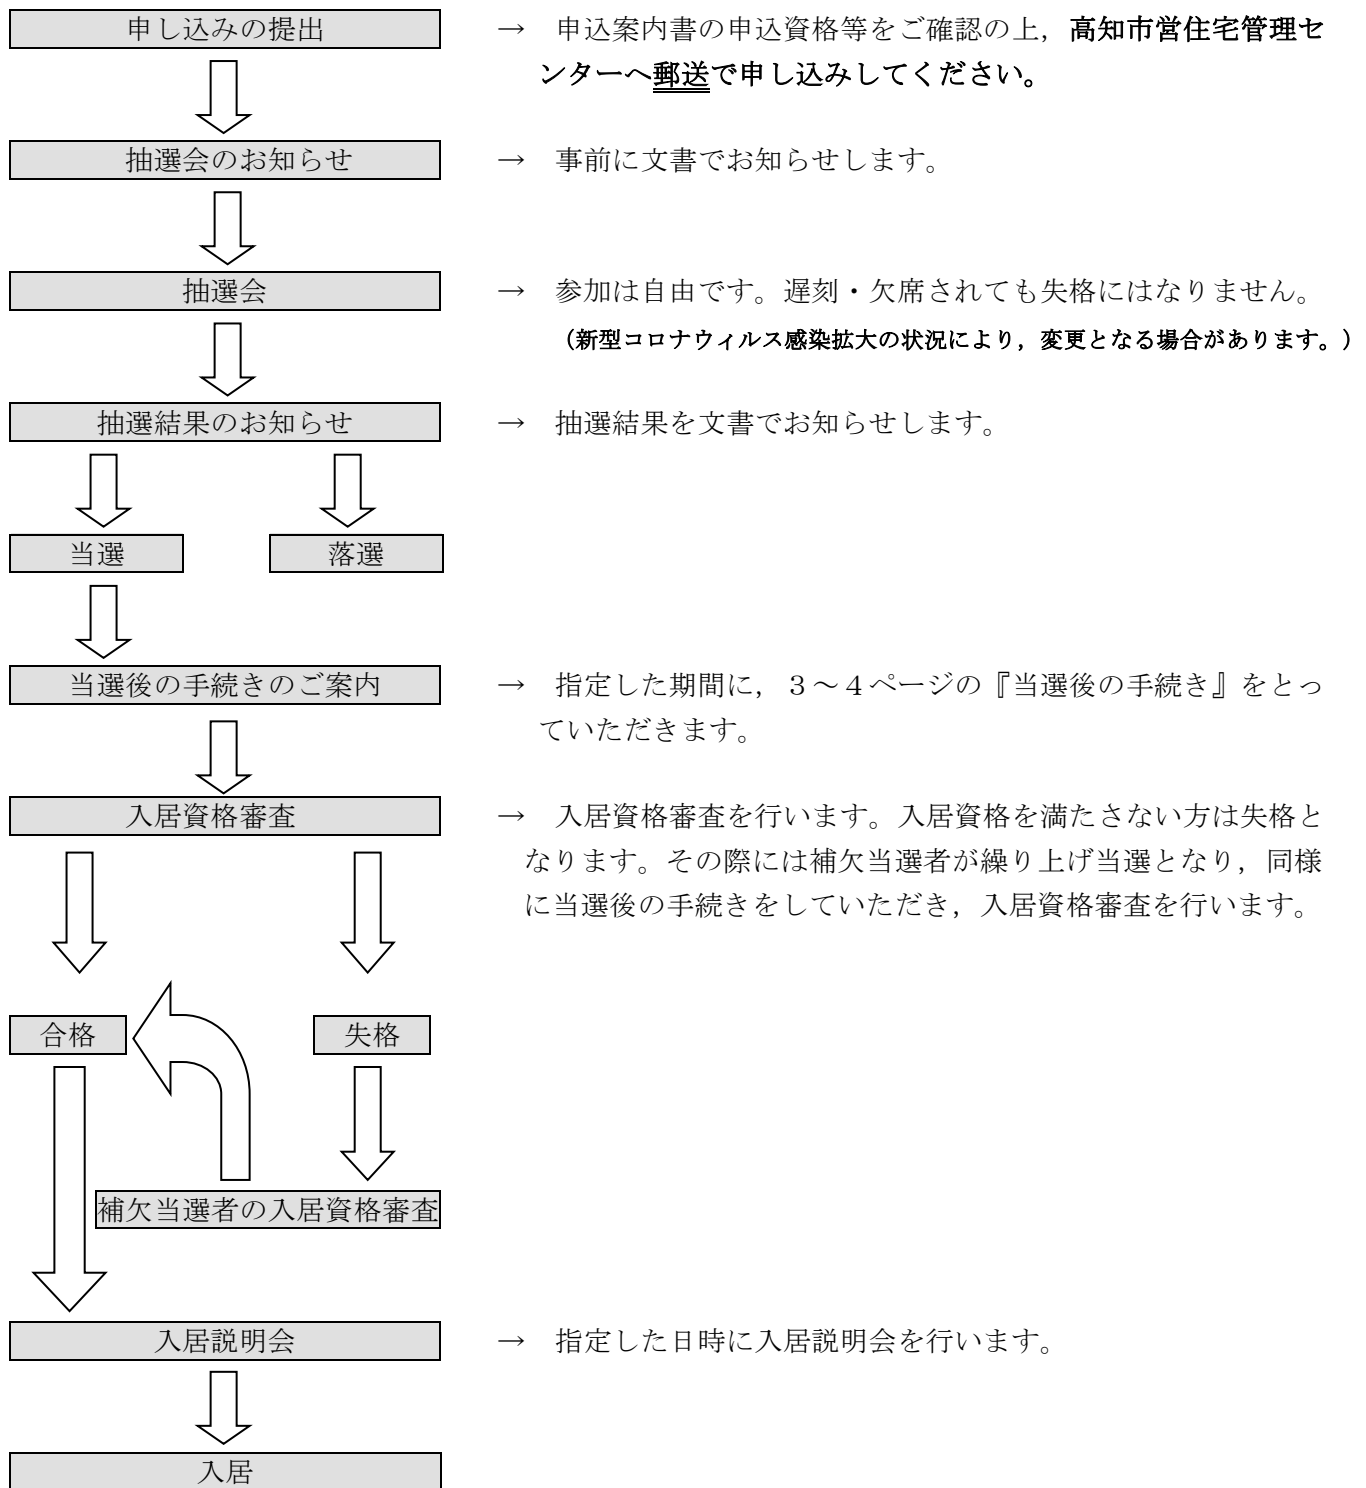 申し込みの提出
→　申込案内書の申込資格等をご確認の上，高知市営住宅管理セ
ンターへ郵送で申し込みしてください。
抽選会のお知らせ
→　事前に文書でお知らせします。
抽選会
→　参加は自由です。遅刻・欠席されても失格にはなりません。
（新型コロナウィルス感染拡大の状況により，変更となる場合があります。）
抽選結果のお知らせ
→　抽選結果を文書でお知らせします。
当選
落選
当選後の手続きのご案内
→　指定した期間に，３～４ページの『当選後の手続き』をとっ
ていただきます。
入居資格審査
→　入居資格審査を行います。入居資格を満たさない方は失格と
なります。その際には補欠当選者が繰り上げ当選となり，同様
に当選後の手続きをしていただき，入居資格審査を行います。
合格
失格
補欠当選者の入居資格審査
入居説明会
→　指定した日時に入居説明会を行います。
入居